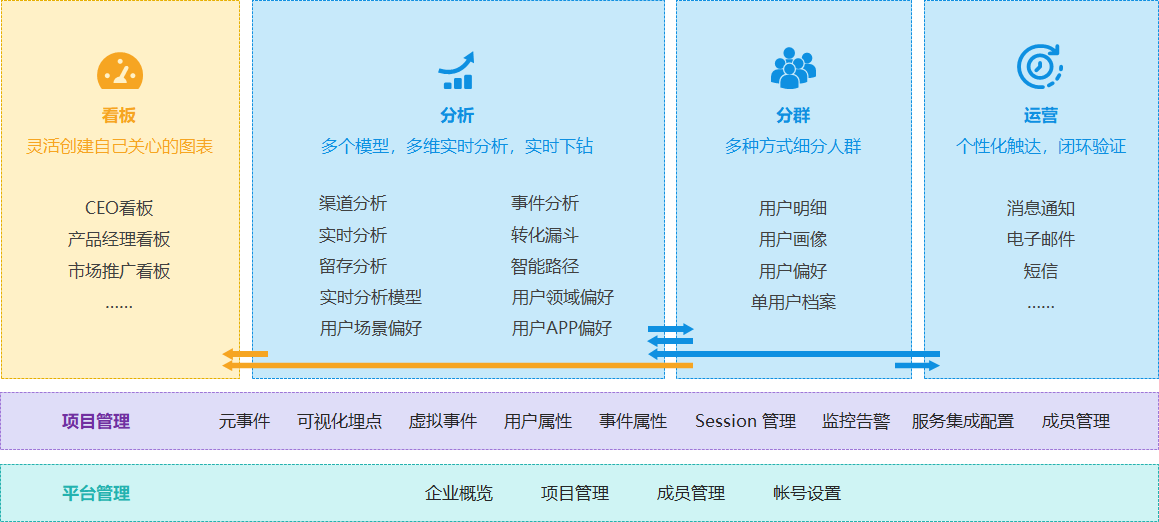 看板
灵活创建自己关心的图表
CEO看板
产品经理看板
市场推广看板
......
分析
多个模型，多维实时分析，实时下钻
渠道分析 事件分析
实时分析 转化漏斗
留存分析 智能路径
实时分析模型 用户领域偏好
用户场景偏好 用户APP偏好
分群
多种方式细分人群
用户明细
用户画像
用户偏好
单用户档案
运营
个性化触达，闭环验证
消息通知
电子邮件
短信
......
项目管理 元事件 可视化埋点 虚拟事件 用户属性 事件属性 Session 管理 监控告警 服务集成配置 成员管理
平台管理 企业概览 项目管理 成员管理 帐号设置